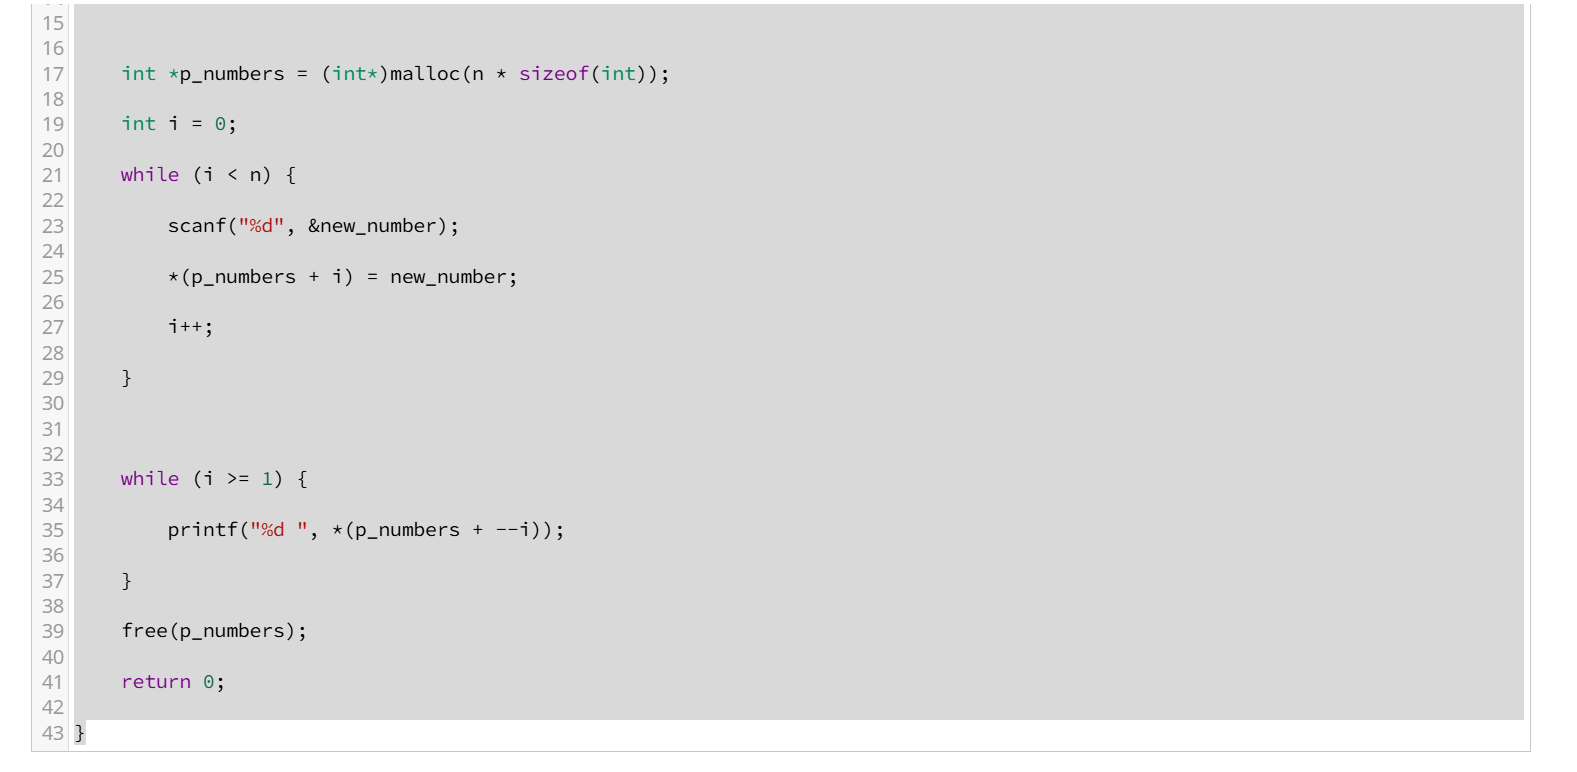 15
16
17 int *p_numbers = (int*)malloc(n * sizeof(int));
18
19 int i = 0;
20
21 while (i < n) {
22
23 scanf("%d", &new_number);
24
25 *(p_numbers + i) = new_number;
26
27 i++;
28
29 }
30
31
32
33 while (i >= 1) {
34
35 printf("%d ", *(p_numbers + --i));
36
37 }
38
39 free(p_numbers);
40
41 return 0;
42
43 }